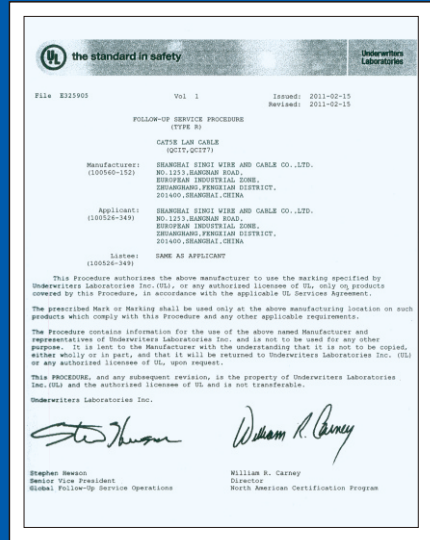 UL the standard in safety
Underwriters
Laboratories
File E325905 Vol 1 Issued: 2011-02-15
Revised: 2011-02-15
FOLLOW-UP SERVICE PROCEDURE
(TYPE R)
CAT5E LAN CABLE
(QCIT,QCIT7)
Manufacturer: SHANGHAI SINGI WIRE AND CABLE CO.,LTD.
(100560-152) NO.1253,HANGNAN ROAD,
EUROPEAN INDUSTRIAL ZONE,
ZHUANGHANG,FENGXIAN DISTRICT,
201400,SHANGHAI,CHINA
Applicant: SHANGHAI SINGI WIRE AND CABLE CO.,LTD.
(100526-349) NO.1253,HANGNAN ROAD,
EUROPEAN INDUSTRIAL ZONE,
ZHUANGHANG,FENGXIAN DISTRICT,
201400,SHANGHAI,CHINA
Listee: SAME AS APPLICANT
(100526-349)
This Procedure authorizes the above manufacturer to use the marking specified by
Underwriters Laboratories Inc.(UL), or any authorized licensee of UL, only on products
covered by this Procedure, in accordance with the applicable UL Services Agreement.
The prescribed Mark or Marking shall be used only at the above manufacturing location on such
products which comply with this Procedure and any other applicable requirements.
The Procedure contains information for the use of the above named Manufacturer and
representatives of Underwriters Laboratories Inc. and is not to be used for any other
purpose. It is lent to the Manufacturer with the understanding that it is not to be copied,
either wholly or in part, and that it will be returned to Underwriters Laboratories Inc. (UL)
or any authorized licensee of UL, upon request.
This PROCEDURE, and any subsequent revision, is the property of Underwriters Laboratories
Inc.(UL) and the authorized licensee of UL and is not transferable.
Underwriters Laboratories Inc.
William R. Carney
Stephen Hewson William R. Carney
Senior Vice President Director
Global Follow-Up Service Operations North American Certification Program